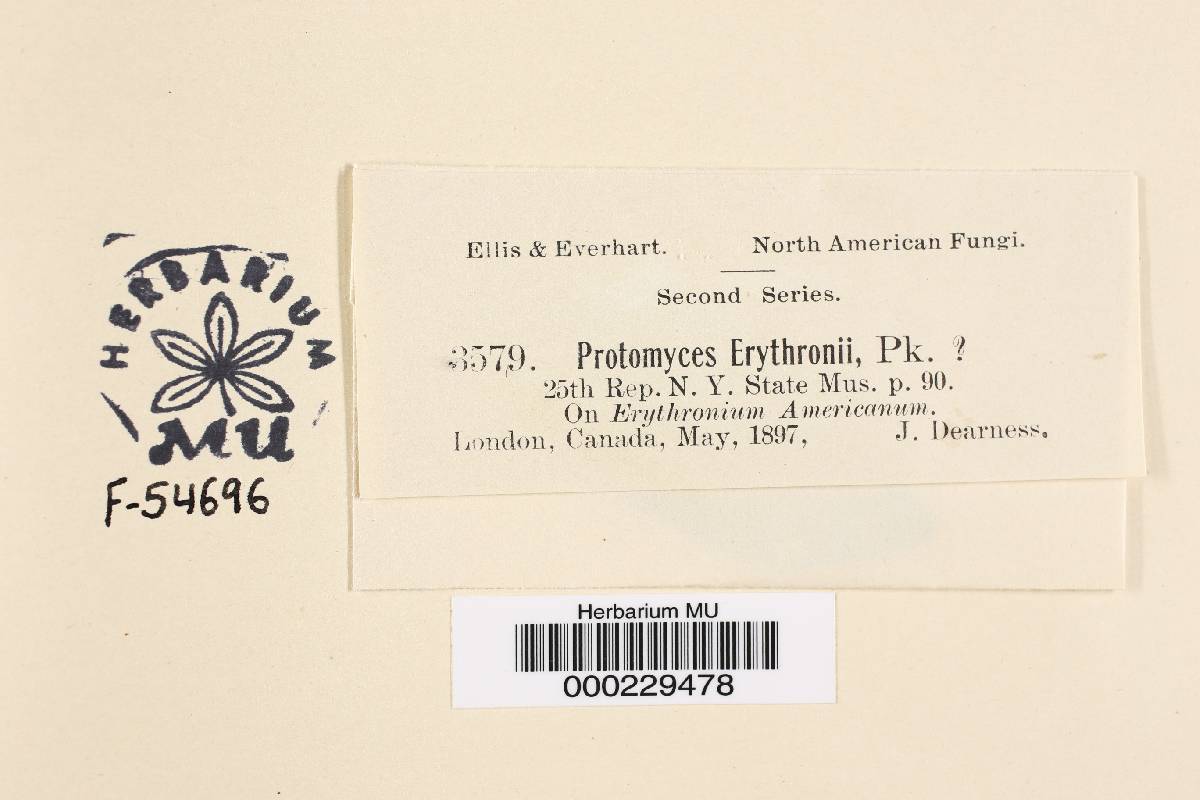 Ellis & Everhart. North American Fungi.
Second Series.
3579. Protomyces Erythronii, Pk. ?
25th Rep. N. Y. State Mus. p. 90.
On Erythronium Americanum.
London, Canada, May, 1897, J. Dearness.
HERBARIUM
MU
F-54696
Herbarium MU
000229478